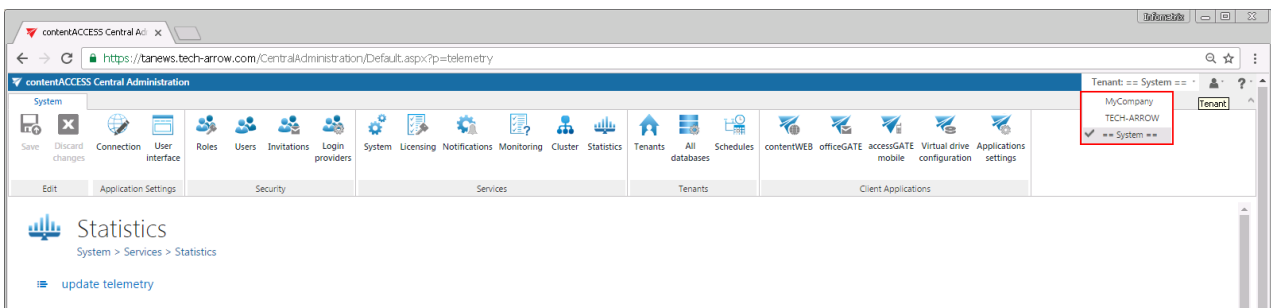 Infometrix
contentACCESS Central Ad
https://tanews.tech-arrow.com/CentralAdministration/Default.aspx?p=telemetry
contentACCESS Central Administration
Tenant: == System ==
?
System
MyCompany
TECH-ARROW
== System ==
Tenant
Save
Discard changes
Connection
User interface
Roles
Users
Invitations
Login providers
System
Licensing
Notifications
Monitoring
Cluster
Statistics
Tenants
All databases
Schedules
contentWEB
officeGATE
accessGATE mobile
Virtual drive configuration
Applications settings
Edit
Application Settings
Security
Services
Tenants
Client Applications
Statistics
System > Services > Statistics
update telemetry